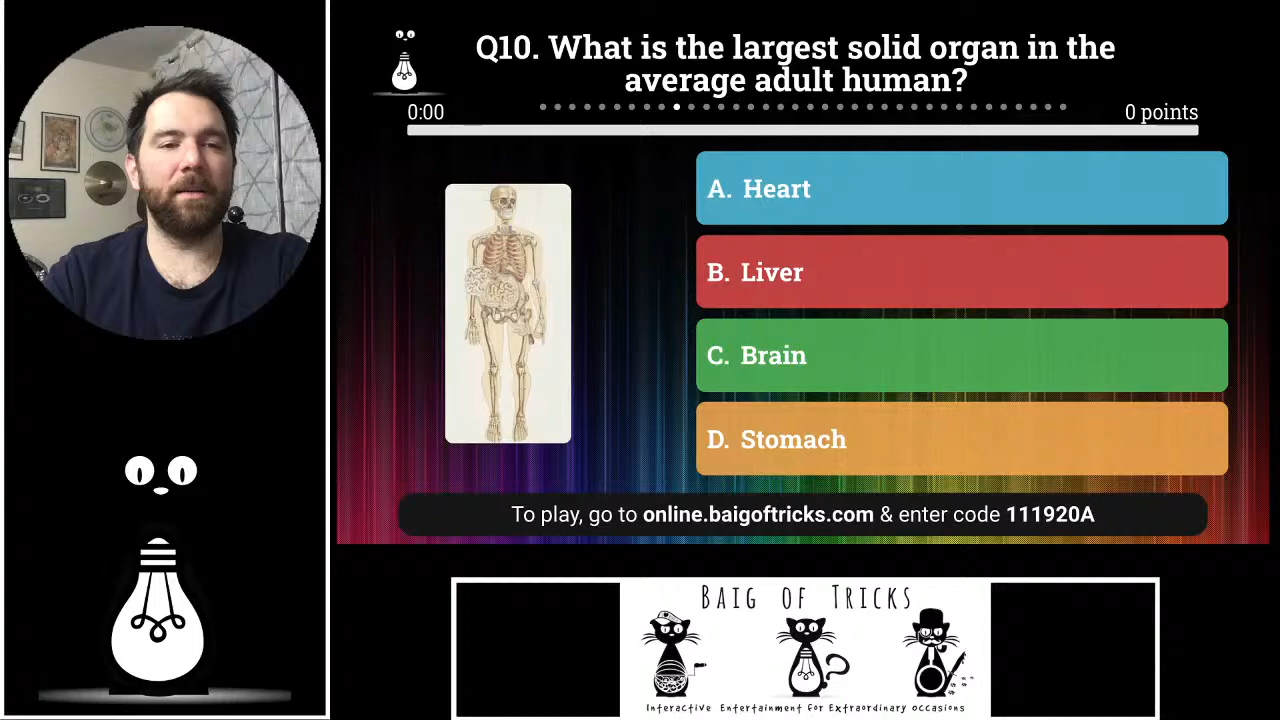 Q10. What is the largest solid organ in the
average adult human?
0:00
0 points
A. Heart
B. Liver
C. Brain
D. Stomach
To play, go to online.baigoftricks.com & enter code 111920A
BAIG OF TRICKS
Interactive Entertainment for Extraordinary occasions